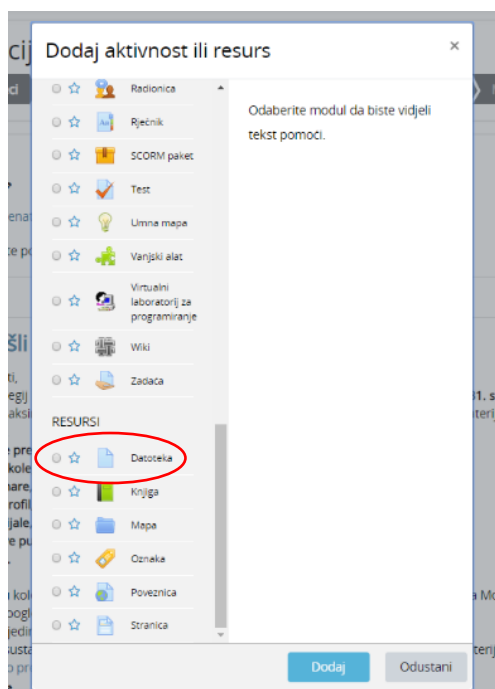 Dodaj aktivnost ili resurs
×
Radionica
Rječnik
SCORM paket
Test
Umna mapa
Vanjski alat
Virtualni
laboratorij za
programiranje
Wiki
Zadaća
RESURSI
Datoteka
Knjiga
Mapa
Oznaka
Poveznica
Stranica
Odaberite modul da biste vidjeli
tekst pomoći.
Dodaj
Odustani